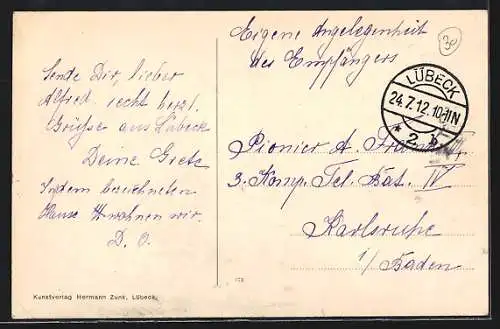 Sende Dir, lieber
Alfred recht herzl.
Grüße aus Lübeck
Deine Grete
In dem bezeichneten
Hause wohnen wir.
D. O.
Kunstverlag Hermann Zunk, Lübeck.
Eigene Angelegenheit
des Empfängers
30
LÜBECK
24.7.12.10-11N
* 2
Pionier A.
3. Komp. Tel. Bat. IV
Karlsruhe
i/Baden